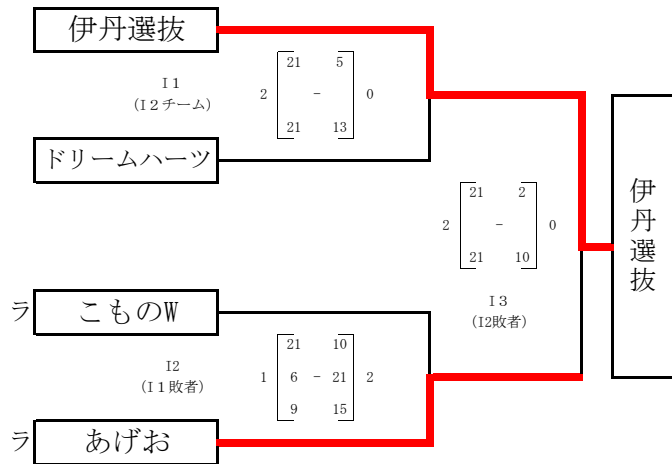 伊丹選抜
I1
(I2チーム)
2 21 5 0
-
21 13
ドリームハーツ
2 21 2 0
-
21 10
I3
(I2敗者)
伊丹選抜
ラ こものW
I2
(I1敗者)
21 10
1 6 - 21 2
9 15
ラ あげお